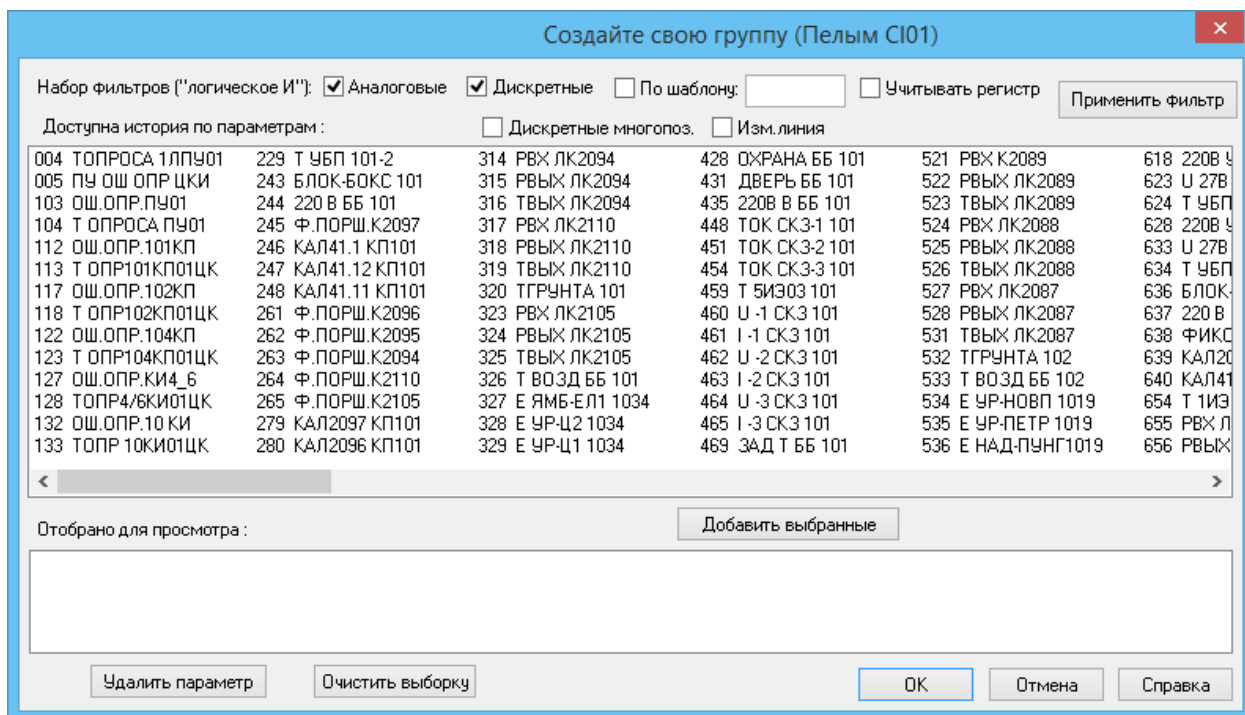 Создайте свою группу (Пелым CI01)
Набор фильтров ("логическое И"): Аналоговые Дискретные По шаблону: Учитывать регистр Применить фильтр
Доступна история по параметрам : Дискретные многопоз. Изм.линия
004 ТОПРОСА 1ЛПУ01 229 Т УБП 101-2 314 РВХ ЛК2094 428 ОХРАНА ББ 101 521 РВХ К2089 618 220В У
005 ПУ ОШ ОПР ЦКИ 243 БЛОК-БОКС 101 315 РВЫХ ЛК2094 431 ДВЕРЬ ББ 101 522 РВЫХ ЛК2089 623 U 27В
103 ОШ.ОПР.ПУ01 244 220 В ББ 101 316 ТВЫХ ЛК2094 435 220В В ББ 101 523 ТВЫХ ЛК2089 624 Т УБП
104 Т ОПРОСА ПУ01 245 Ф.ПОРШ.К2097 317 РВХ ЛК2110 448 ТОК СКЗ-1 101 524 РВХ ЛК2088 628 220В У
112 ОШ.ОПР.101КП 246 КАЛ41.1 КП101 318 РВЫХ ЛК2110 451 ТОК СКЗ-2 101 525 РВЫХ ЛК2088 633 U 27В
113 Т ОПР101КП01ЦК 247 КАЛ41.12 КП101 319 ТВЫХ ЛК2110 454 ТОК СКЗ-3 101 526 ТВЫХ ЛК2088 634 Т УБП
117 ОШ.ОПР.102КП 248 КАЛ41.11 КП101 320 ТГРУНТА 101 459 Т 5ИЭ03 101 527 РВХ ЛК2087 636 БЛОК-
118 Т ОПР102КП01ЦК 261 Ф.ПОРШ.К2096 323 РВХ ЛК2105 460 U -1 СКЗ 101 528 РВЫХ ЛК2087 637 220 В
122 ОШ.ОПР.104КП 262 Ф.ПОРШ.К2095 324 РВЫХ ЛК2105 461 I -1 СКЗ 101 531 ТВЫХ ЛК2087 638 ФИКС
123 Т ОПР104КП01ЦК 263 Ф.ПОРШ.К2094 325 ТВЫХ ЛК2105 462 U -2 СКЗ 101 532 ТГРУНТА 102 639 КАЛ20
127 ОШ.ОПР.КИ4_6 264 Ф.ПОРШ.К2110 326 Т ВОЗД ББ 101 463 I -2 СКЗ 101 533 Т ВОЗД ББ 102 640 КАЛ41
128 ТОПР4/6КИ01ЦК 265 Ф.ПОРШ.К2105 327 Е ЯМБ-ЕЛ1 1034 464 U -3 СКЗ 101 534 Е УР-НОВП 1019 654 Т 1ИЭ
132 ОШ.ОПР.10 КИ 279 КАЛ2097 КП101 328 Е УР-Ц2 1034 465 I -3 СКЗ 101 535 Е УР-ПЕТР 1019 655 РВХ Л
133 ТОПР 10КИ01ЦК 280 КАЛ2096 КП101 329 Е УР-Ц1 1034 469 ЗАД Т ББ 101 536 Е НАД-ПУНГ1019 656 РВЫХ
Отобрано для просмотра : Добавить выбранные
Удалить параметр Очистить выборку OK Отмена Справка